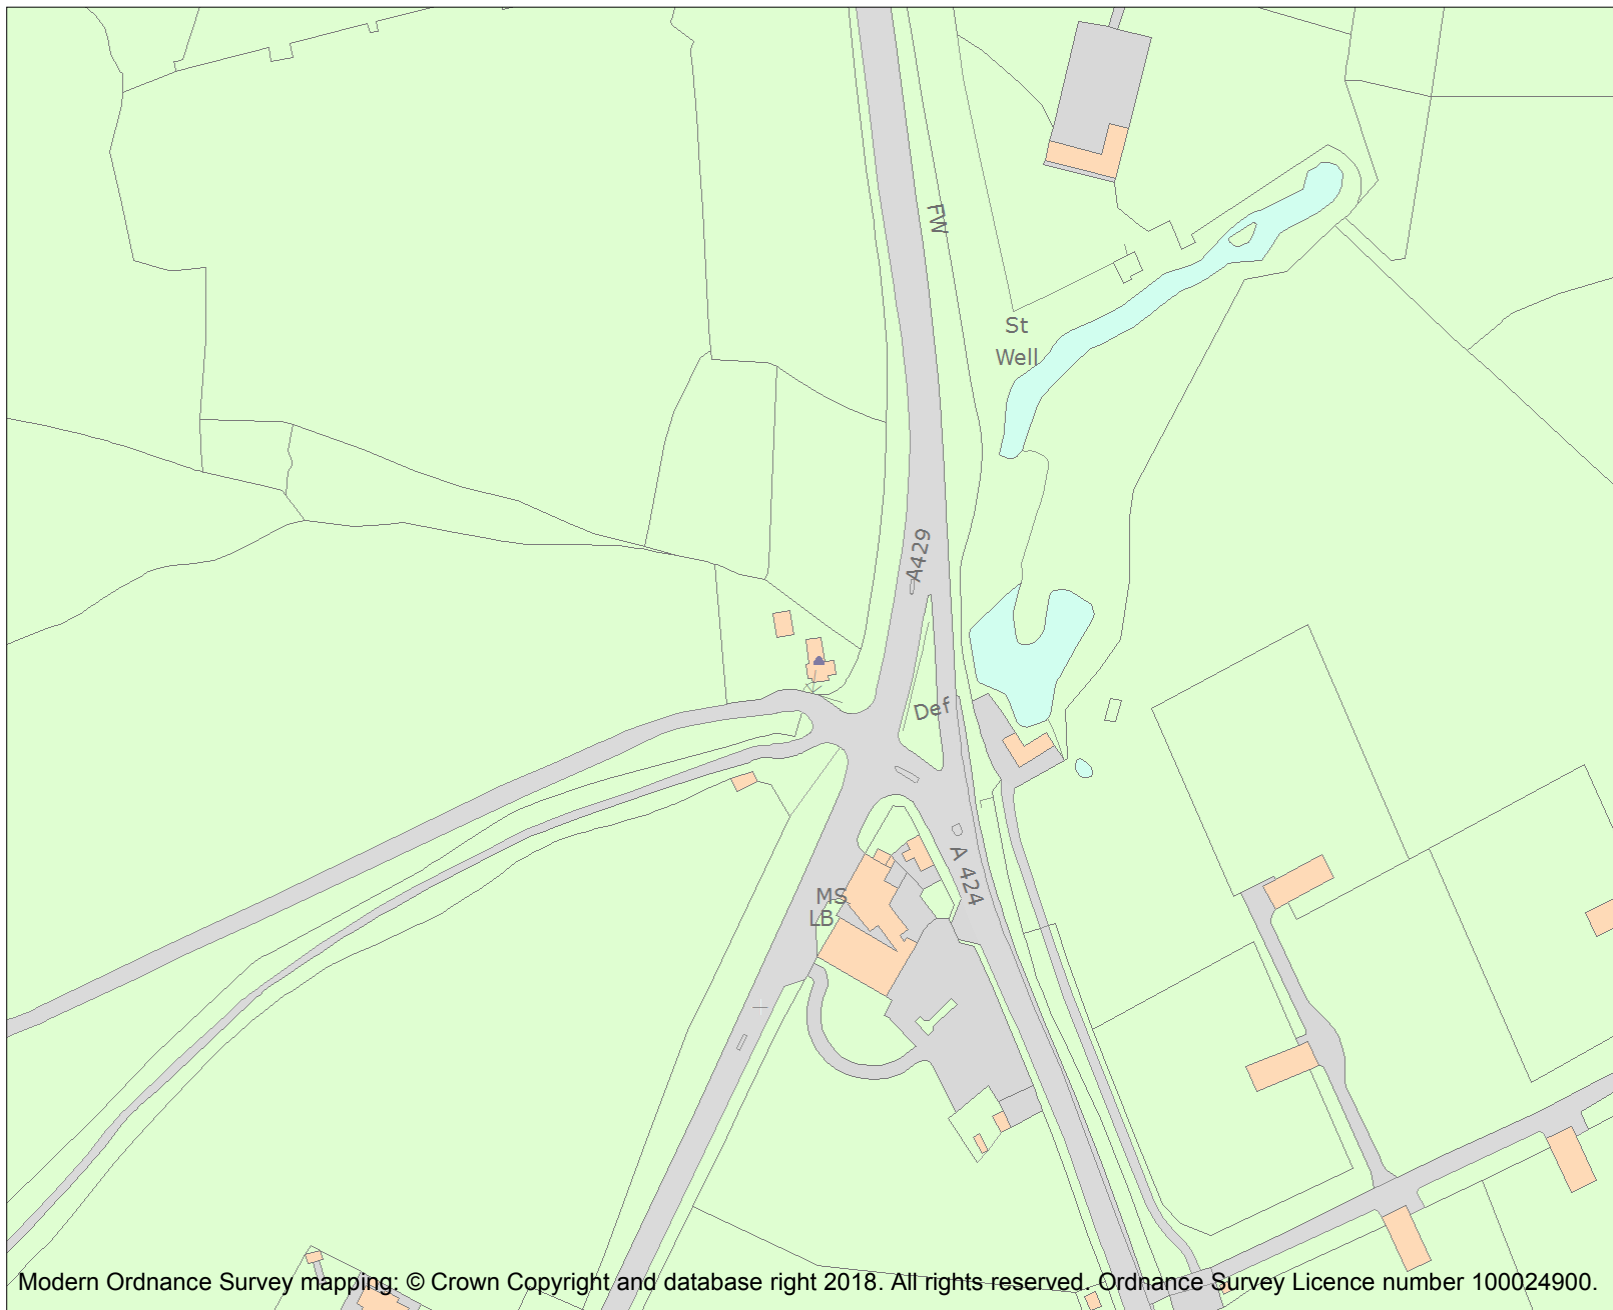 FW
St
Well
A429
Def
A 424
MS
LB
Modern Ordnance Survey mapping: © Crown Copyright and database right 2018. All rights reserved. Ordnance Survey Licence number 100024900.